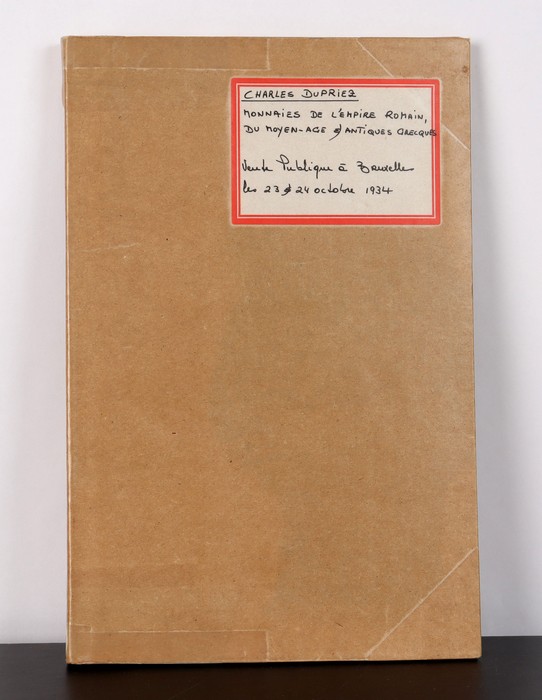 CHARLES DUPRIEZ
MONNAIES DE L'EMPIRE ROMAIN,
DU MOYEN-AGE & ANTIQUES GRECQUES
Vente Publique à Bruxelles
les 23 & 24 octobre 1934